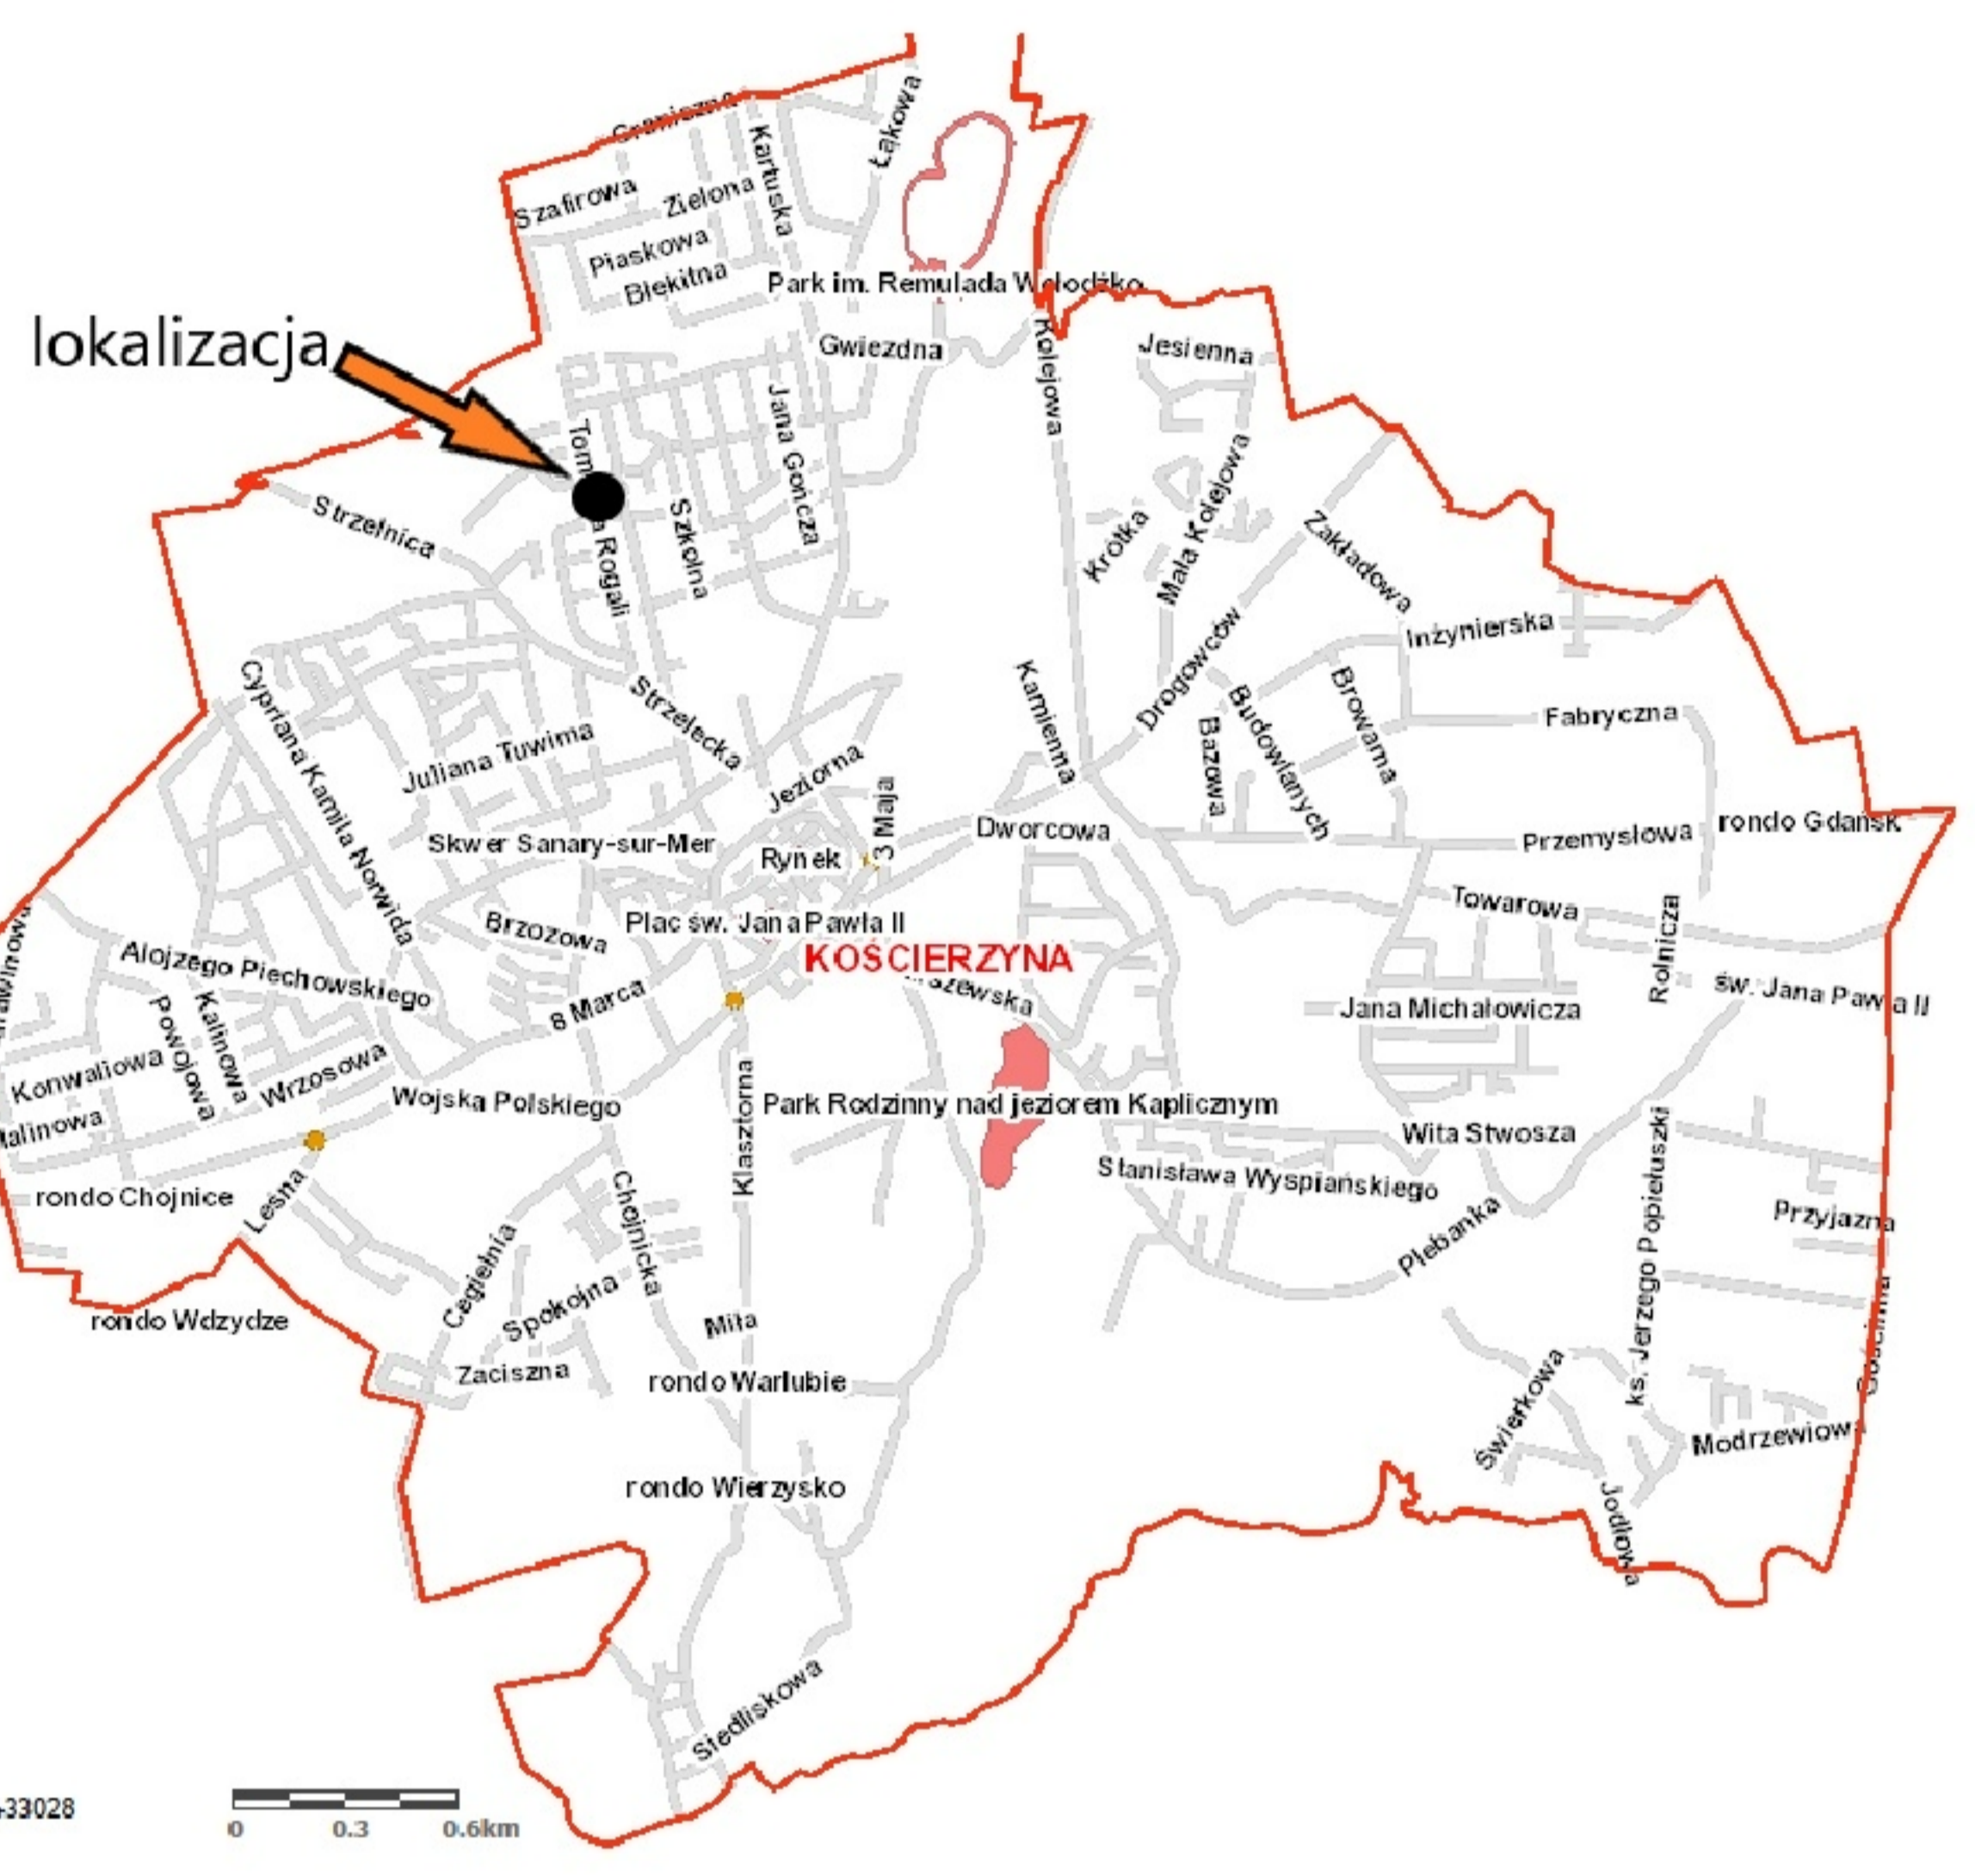 Łąkowa
Kartuska
Szafirowa
Zielona
Piaskowa
Błękitna
Park im. Remulada Wołodźko
lokalizacja
Gwiezdna
Kolejowa
Jesienna
Jana Gończa
Strzelnica
Szkolna
Rogali
Krótka
Mała Kolejowa
Zakładowa
Inżynierska
Drogowców
Cypriana Kamila Norwida
Strzelecka
Kamienna
Budowlanych
Browarna
Bazowa
Fabryczna
Juliana Tuwima
Jeziorna
3 Maja
Dworcowa
Przemysłowa
rondo Gdańsk
Skwer Sanary-sur-Mer
Rynek
Towarowa
Brzozowa
Plac św. Jana Pawła II
Rolnicza
KOŚCIERZYNA
Alojzego Piechowskiego
św. Jana Pawła II
Jana Michałowicza
8 Marca
Powojowa
Kalinowa
Konwaliowa
Wrzosowa
Wojska Polskiego
Klasztorna
Park Rodzinny nad jeziorem Kaplicznym
Wita Stwosza
Stanisława Wyspiańskiego
ks. Jerzego Popiełuszki
rondo Chojnice
Leśna
Chojnicka
Plebanka
Przyjazna
Cegielnia
Spokojna
rondo Wdzydze
Miła
Zaciszna
rondo Warlubie
Świerkowa
Modrzewiow
rondo Wierzysko
Jodłowa
Siedliskowa
33028
0 0.3 0.6km